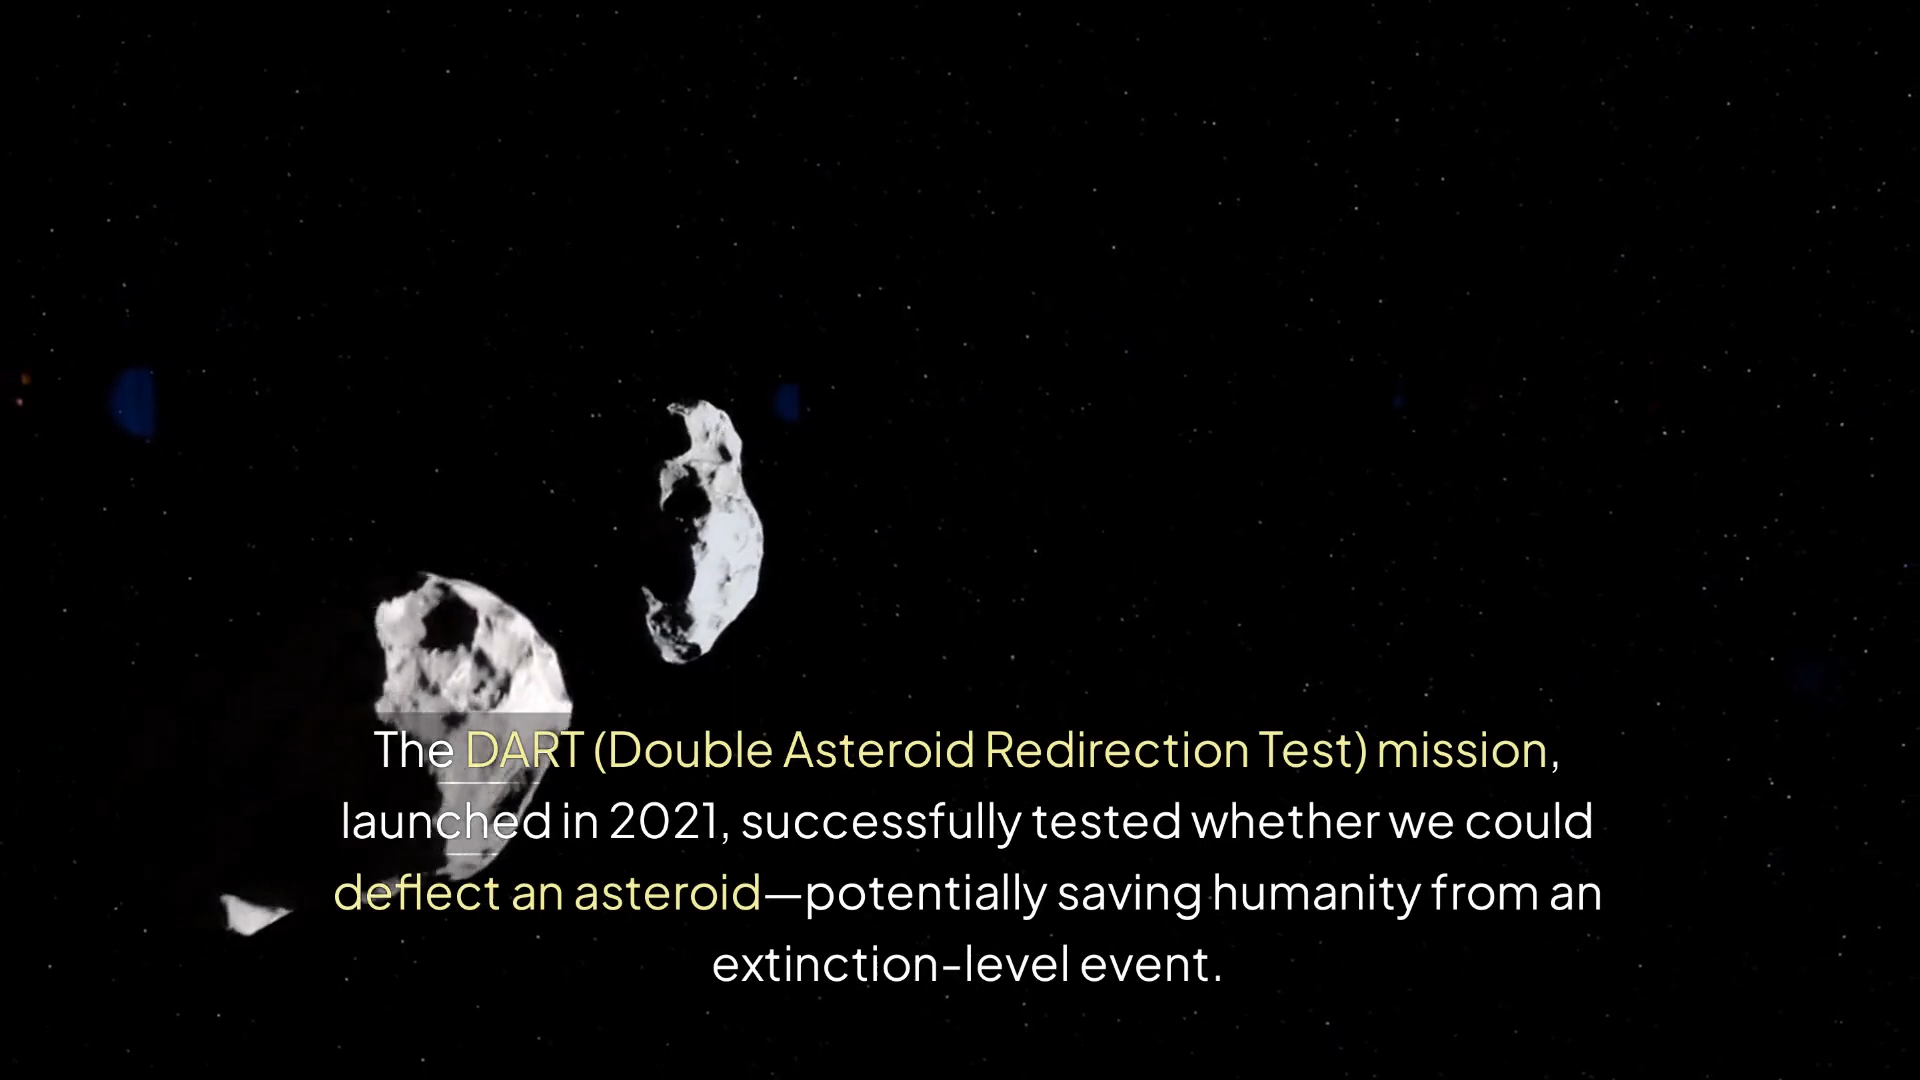 The DART (Double Asteroid Redirection Test) mission,
launched in 2021, successfully tested whether we could
deflect an asteroid—potentially saving humanity from an
extinction-level event.